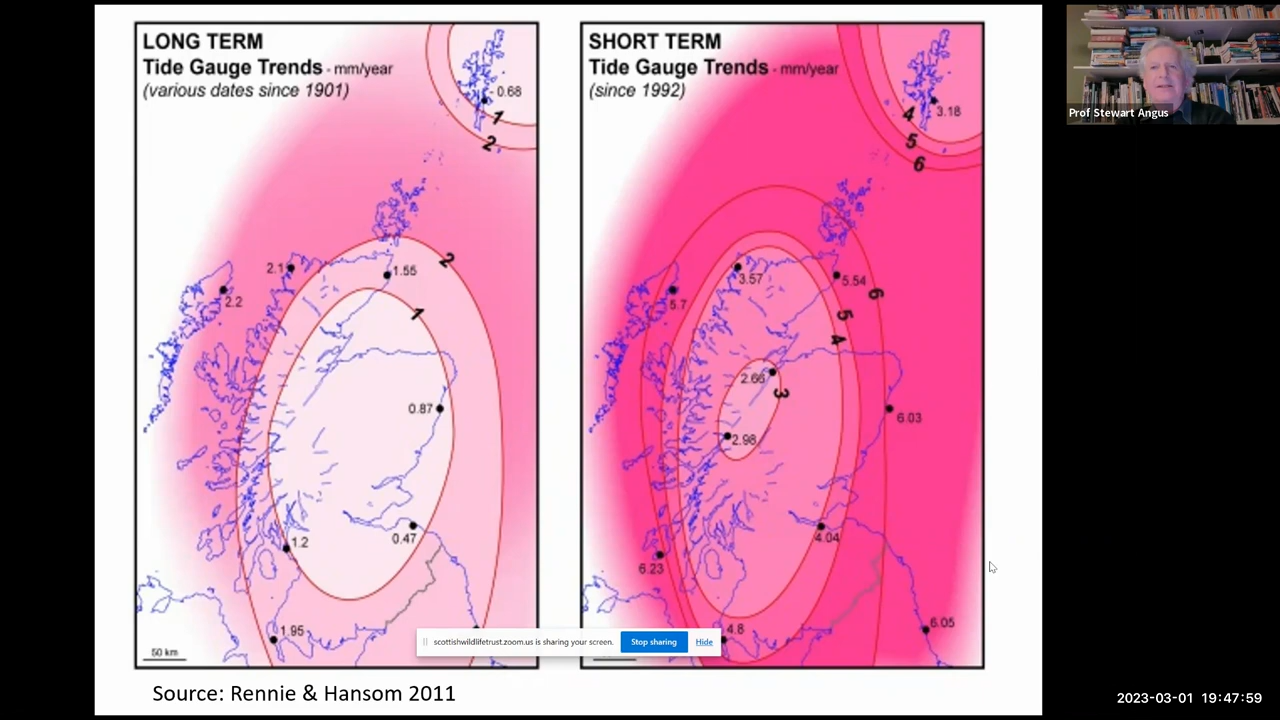 LONG TERM
Tide Gauge Trends - mm/year
(various dates since 1901)
0.68
1
2
2.1
1.55
2
2.2
1
0.87
1.2
0.47
1.95
50 km
SHORT TERM
Tide Gauge Trends - mm/year
(since 1992)
3.18
4
5
6
3.57
5.54
5.7
6
5
4
2.66
3
6.03
2.98
4.04
6.23
4.8
6.05
scottishwildlifetrust.zoom.us is sharing your screen.
Stop sharing
Hide
Source: Rennie & Hansom 2011
Prof Stewart Angus
2023-03-01 19:47:59